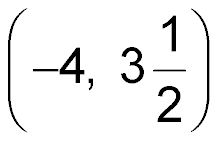 (–4, 3 1/2)